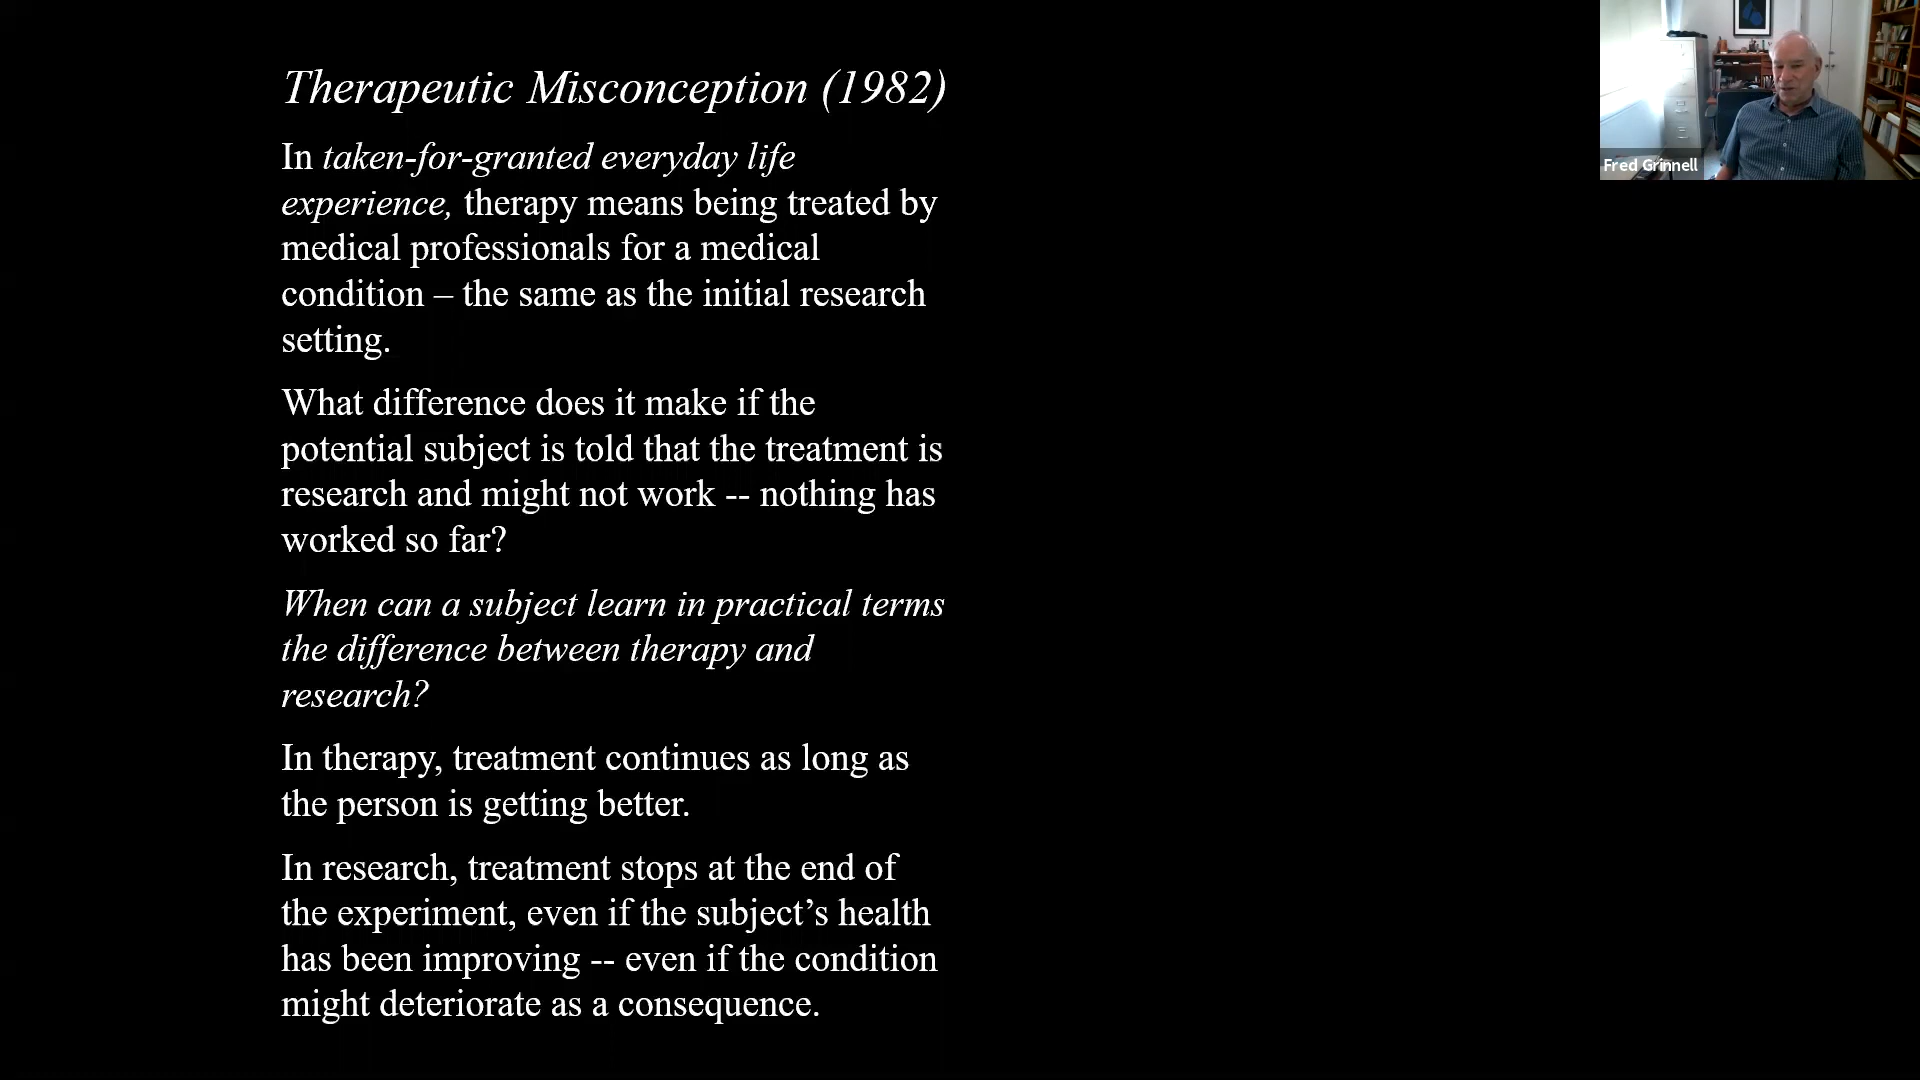 Therapeutic Misconception (1982)
In taken-for-granted everyday life
experience, therapy means being treated by
medical professionals for a medical
condition – the same as the initial research
setting.
What difference does it make if the
potential subject is told that the treatment is
research and might not work -- nothing has
worked so far?
When can a subject learn in practical terms
the difference between therapy and
research?
In therapy, treatment continues as long as
the person is getting better.
In research, treatment stops at the end of
the experiment, even if the subject’s health
has been improving -- even if the condition
might deteriorate as a consequence.
Fred Grinnell